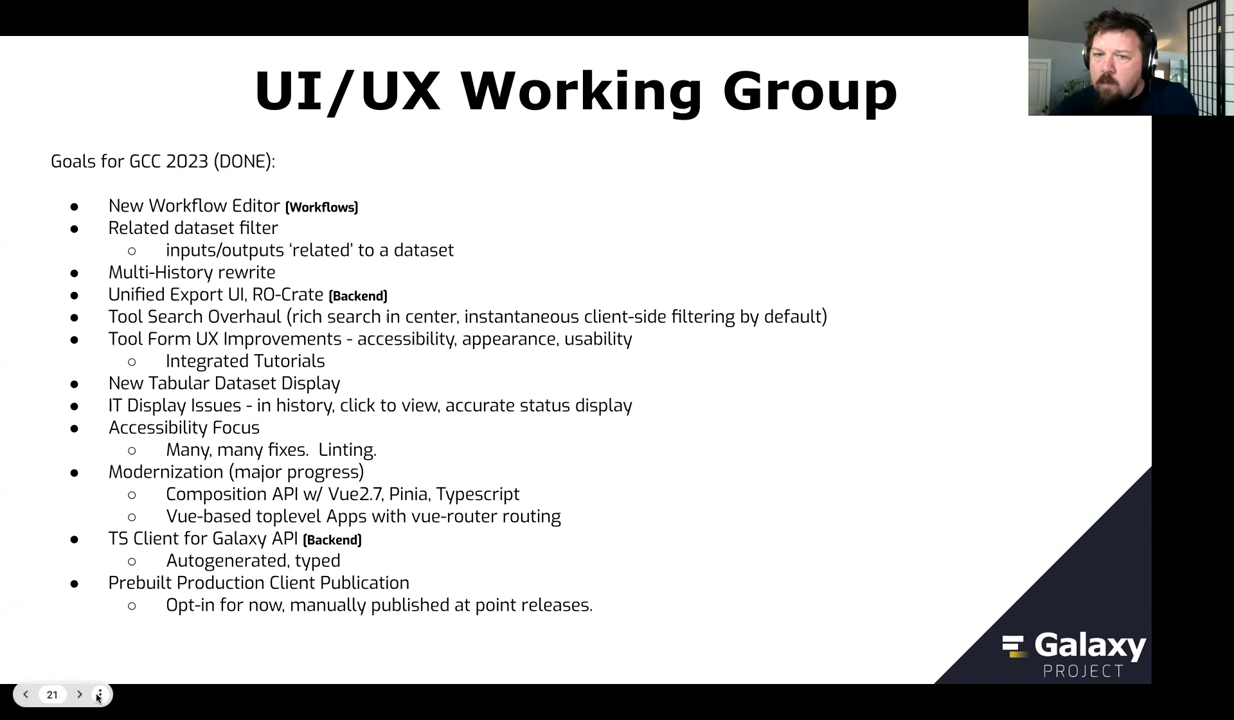 UI/UX Working Group
Goals for GCC 2023 (DONE):
● New Workflow Editor [Workflows]
● Related dataset filter
○ inputs/outputs ‘related’ to a dataset
● Multi-History rewrite
● Unified Export UI, RO-Crate [Backend]
● Tool Search Overhaul (rich search in center, instantaneous client-side filtering by default)
● Tool Form UX Improvements - accessibility, appearance, usability
○ Integrated Tutorials
● New Tabular Dataset Display
● IT Display Issues - in history, click to view, accurate status display
● Accessibility Focus
○ Many, many fixes. Linting.
● Modernization (major progress)
○ Composition API w/ Vue2.7, Pinia, Typescript
○ Vue-based toplevel Apps with vue-router routing
● TS Client for Galaxy API [Backend]
○ Autogenerated, typed
● Prebuilt Production Client Publication
○ Opt-in for now, manually published at point releases.
Galaxy
PROJECT
21